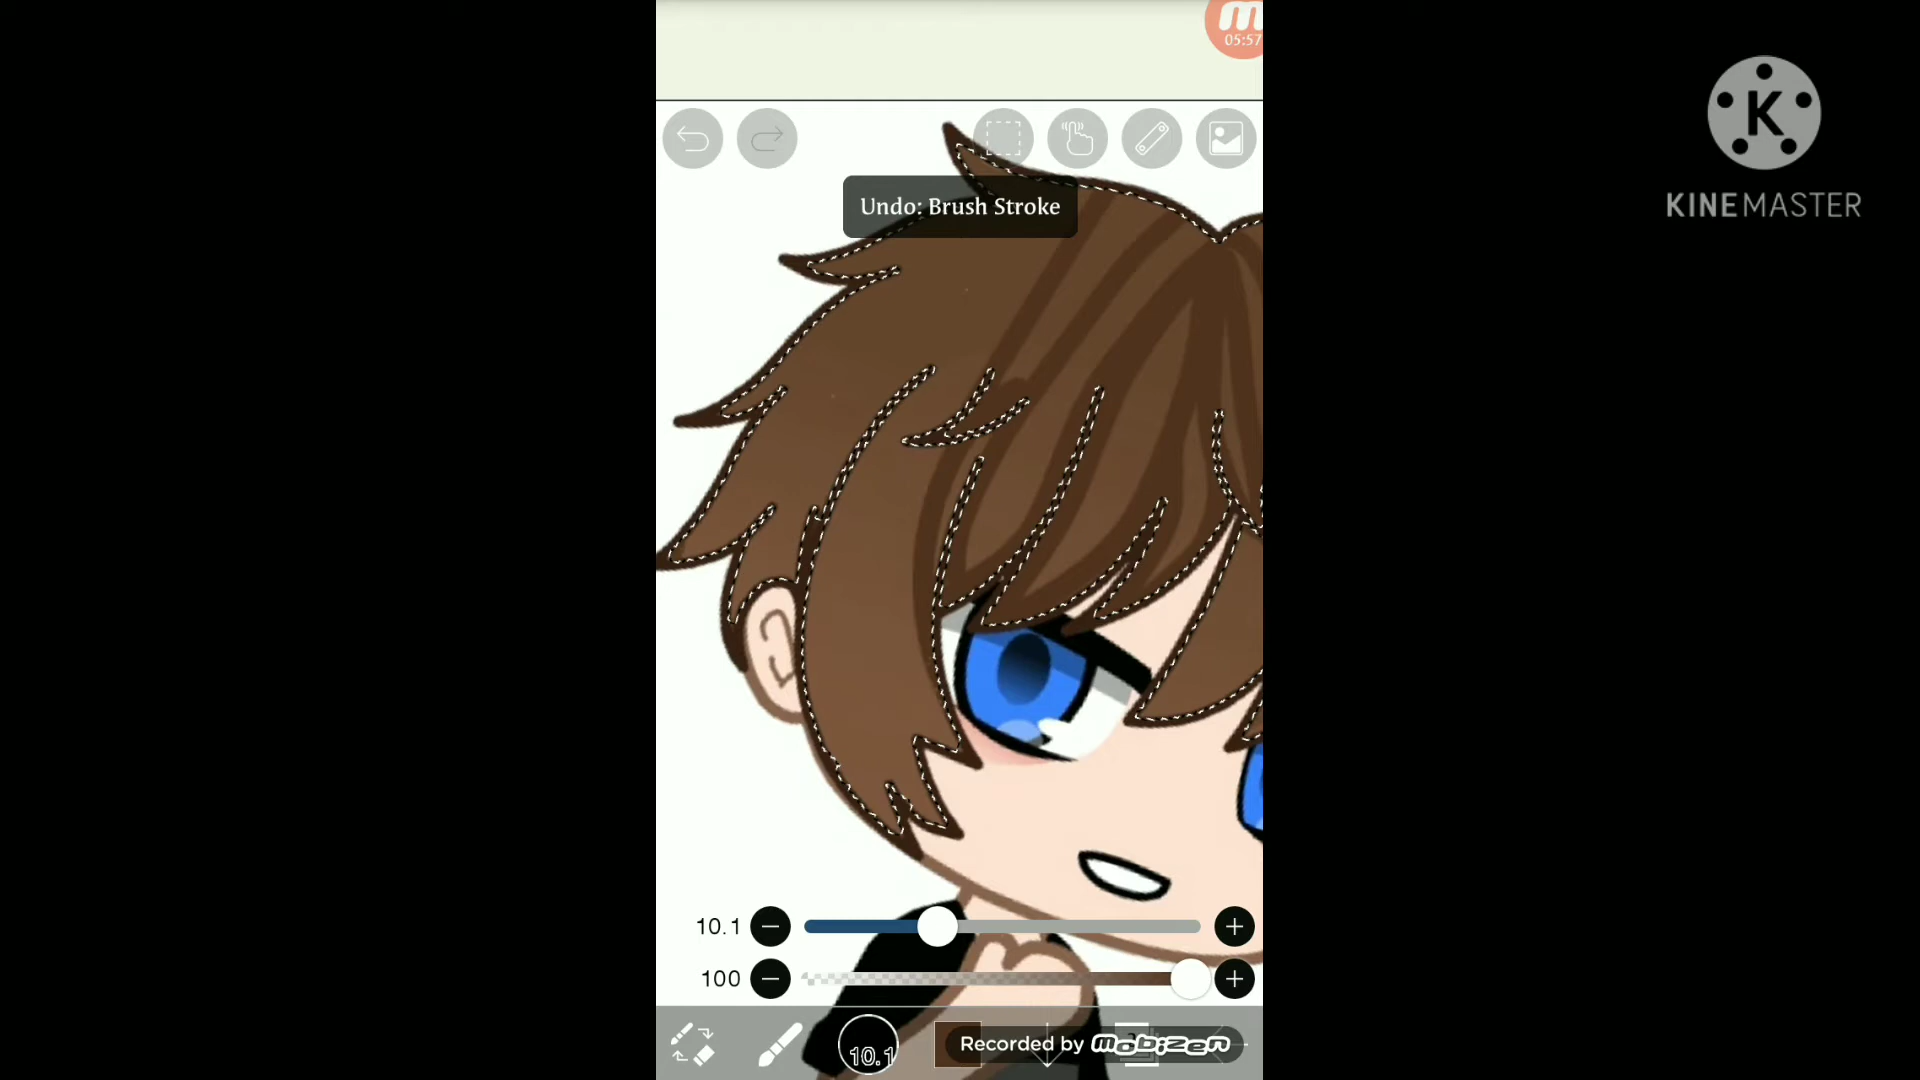 05:57
K
KINEMASTER
Undo: Brush Stroke
10.1
100
10.1
Recorded by mobizen